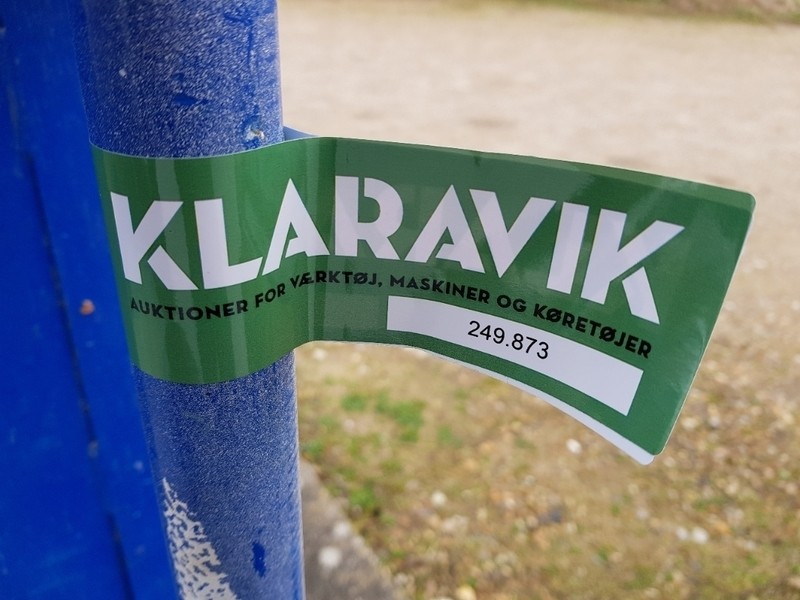 KLARAVIK
AUKTIONER FOR VÆRKTØJ, MASKINER OG KØRETØJER
249.873